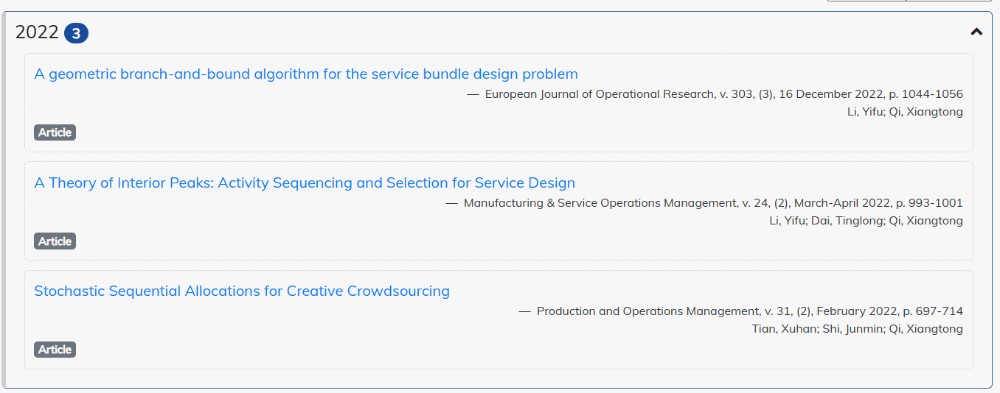 2022 3
A geometric branch-and-bound algorithm for the service bundle design problem
— European Journal of Operational Research, v. 303, (3), 16 December 2022, p. 1044-1056
Li, Yifu; Qi, Xiangtong
Article
A Theory of Interior Peaks: Activity Sequencing and Selection for Service Design
— Manufacturing & Service Operations Management, v. 24, (2), March-April 2022, p. 993-1001
Li, Yifu; Dai, Tinglong; Qi, Xiangtong
Article
Stochastic Sequential Allocations for Creative Crowdsourcing
— Production and Operations Management, v. 31, (2), February 2022, p. 697-714
Tian, Xuhan; Shi, Junmin; Qi, Xiangtong
Article